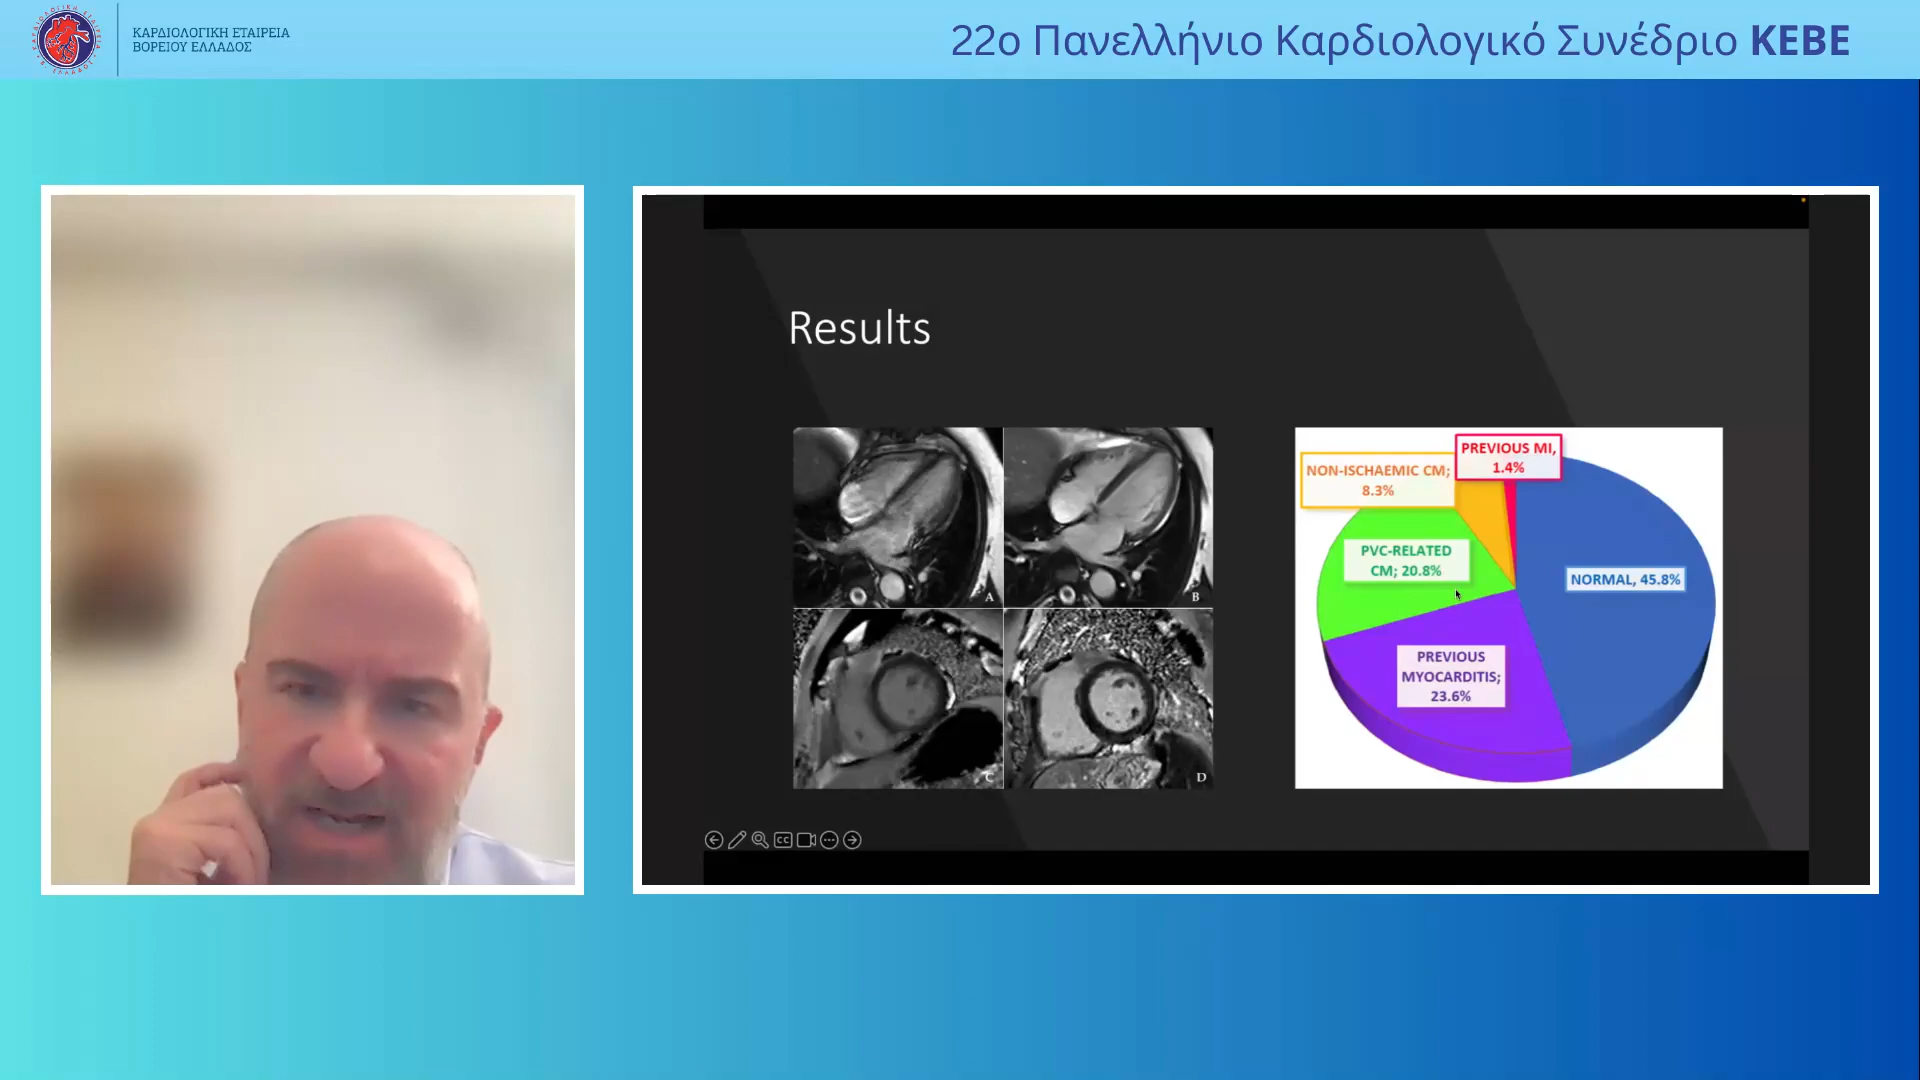 ΚΑΡΔΙΟΛΟΓΙΚΗ ΕΤΑΙΡΕΙΑ
ΒΟΡΕΙΟΥ ΕΛΛΑΔΟΣ
22ο Πανελλήνιο Καρδιολογικό Συνέδριο ΚΕΒΕ
Results
A
B
C
D
PREVIOUS MI,
1.4%
NON-ISCHAEMIC CM;
8.3%
PVC-RELATED
CM; 20.8%
NORMAL, 45.8%
PREVIOUS
MYOCARDITIS;
23.6%
CC